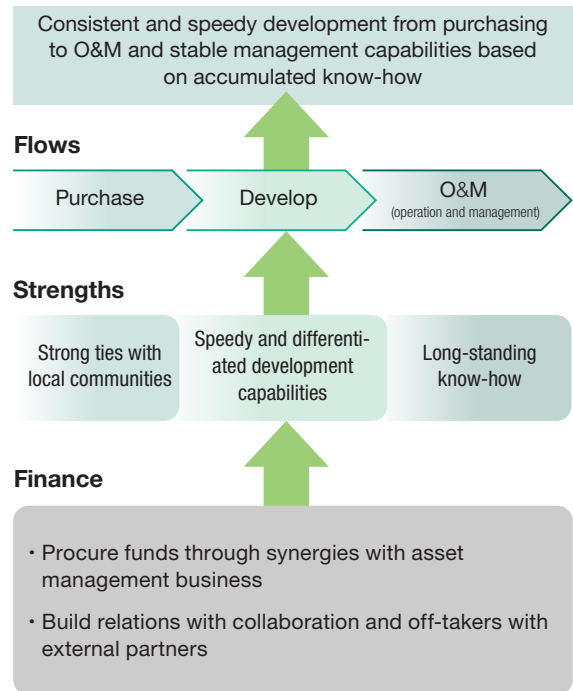 Consistent and speedy development from purchasing
to O&M and stable management capabilities based
on accumulated know-how
Flows
Purchase
Develop
O&M
(operation and management)
Strengths
Strong ties with
local communities
Speedy and differenti-
ated development
capabilities
Long-standing
know-how
Finance
・Procure funds through synergies with asset
management business
・Build relations with collaboration and off-takers with
external partners